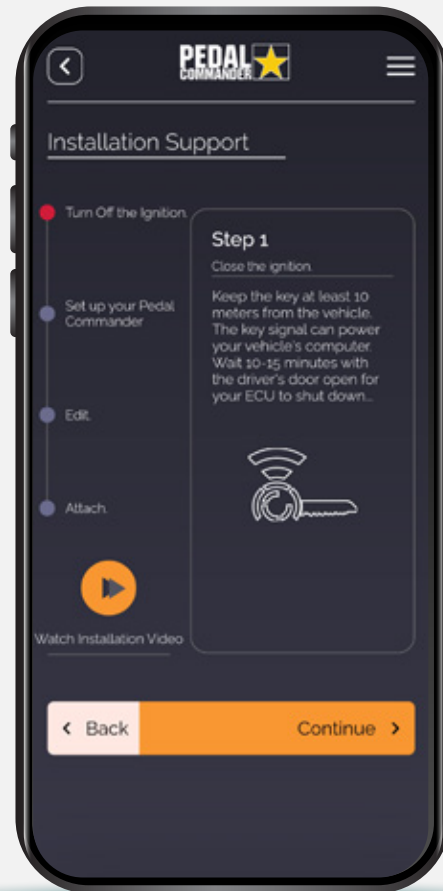 PEDAL
COMMANDER
Installation Support
Turn Off the Ignition.
Set up your Pedal
Commander
Edit.
Attach.
Watch Installation Video
Step 1
Close the ignition.
Keep the key at least 10
meters from the vehicle.
The key signal can power
your vehicle's computer.
Wait 10-15 minutes with
the driver's door open for
your ECU to shut down...
Back
Continue